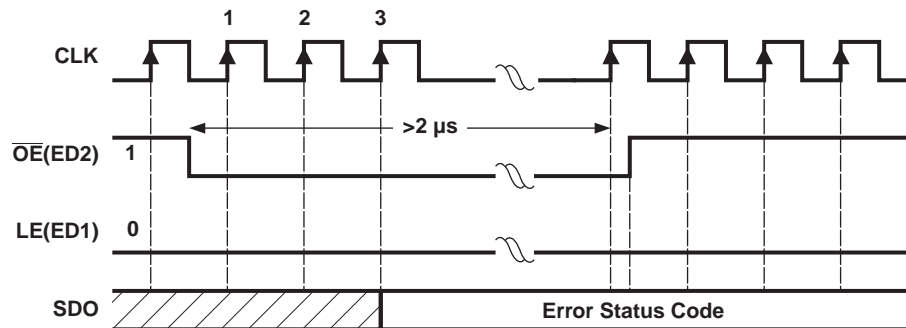 1 2 3
CLK
>2 µs
OE(ED2) 1
LE(ED1) 0
SDO Error Status Code